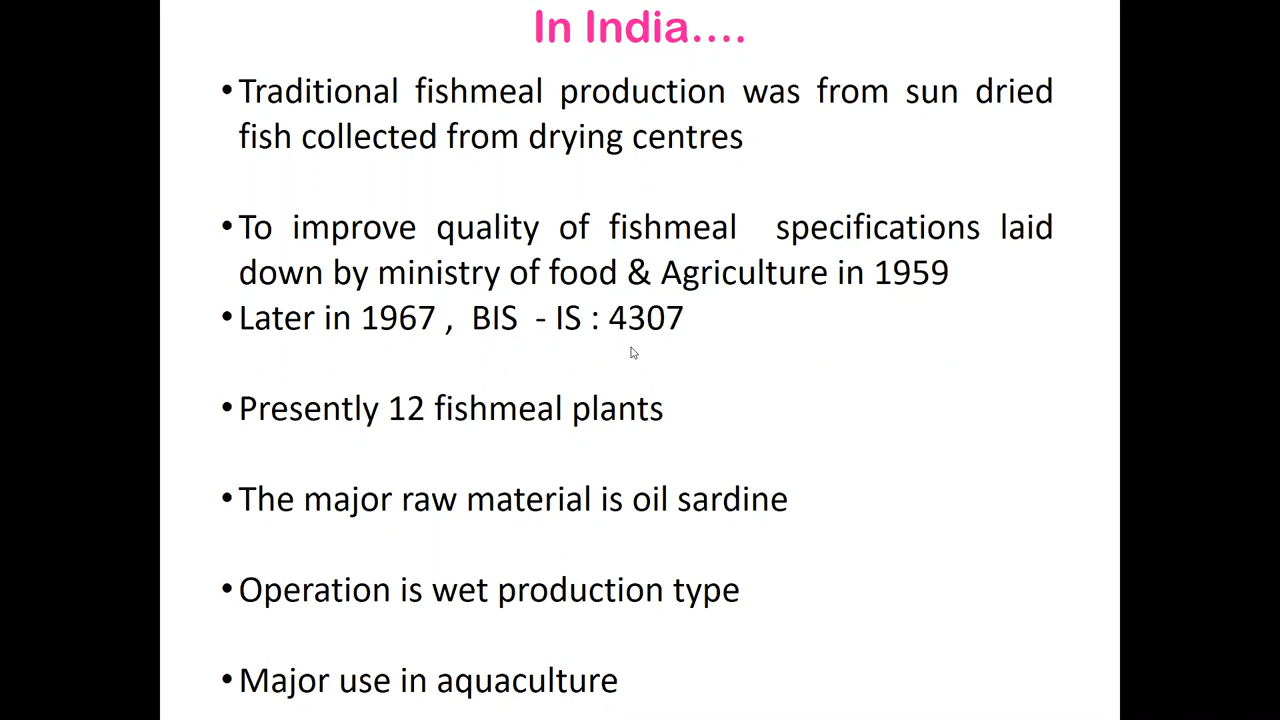 In India....
•Traditional fishmeal production was from sun dried
fish collected from drying centres
•To improve quality of fishmeal specifications laid
down by ministry of food & Agriculture in 1959
•Later in 1967 , BIS - IS : 4307
•Presently 12 fishmeal plants
•The major raw material is oil sardine
•Operation is wet production type
•Major use in aquaculture